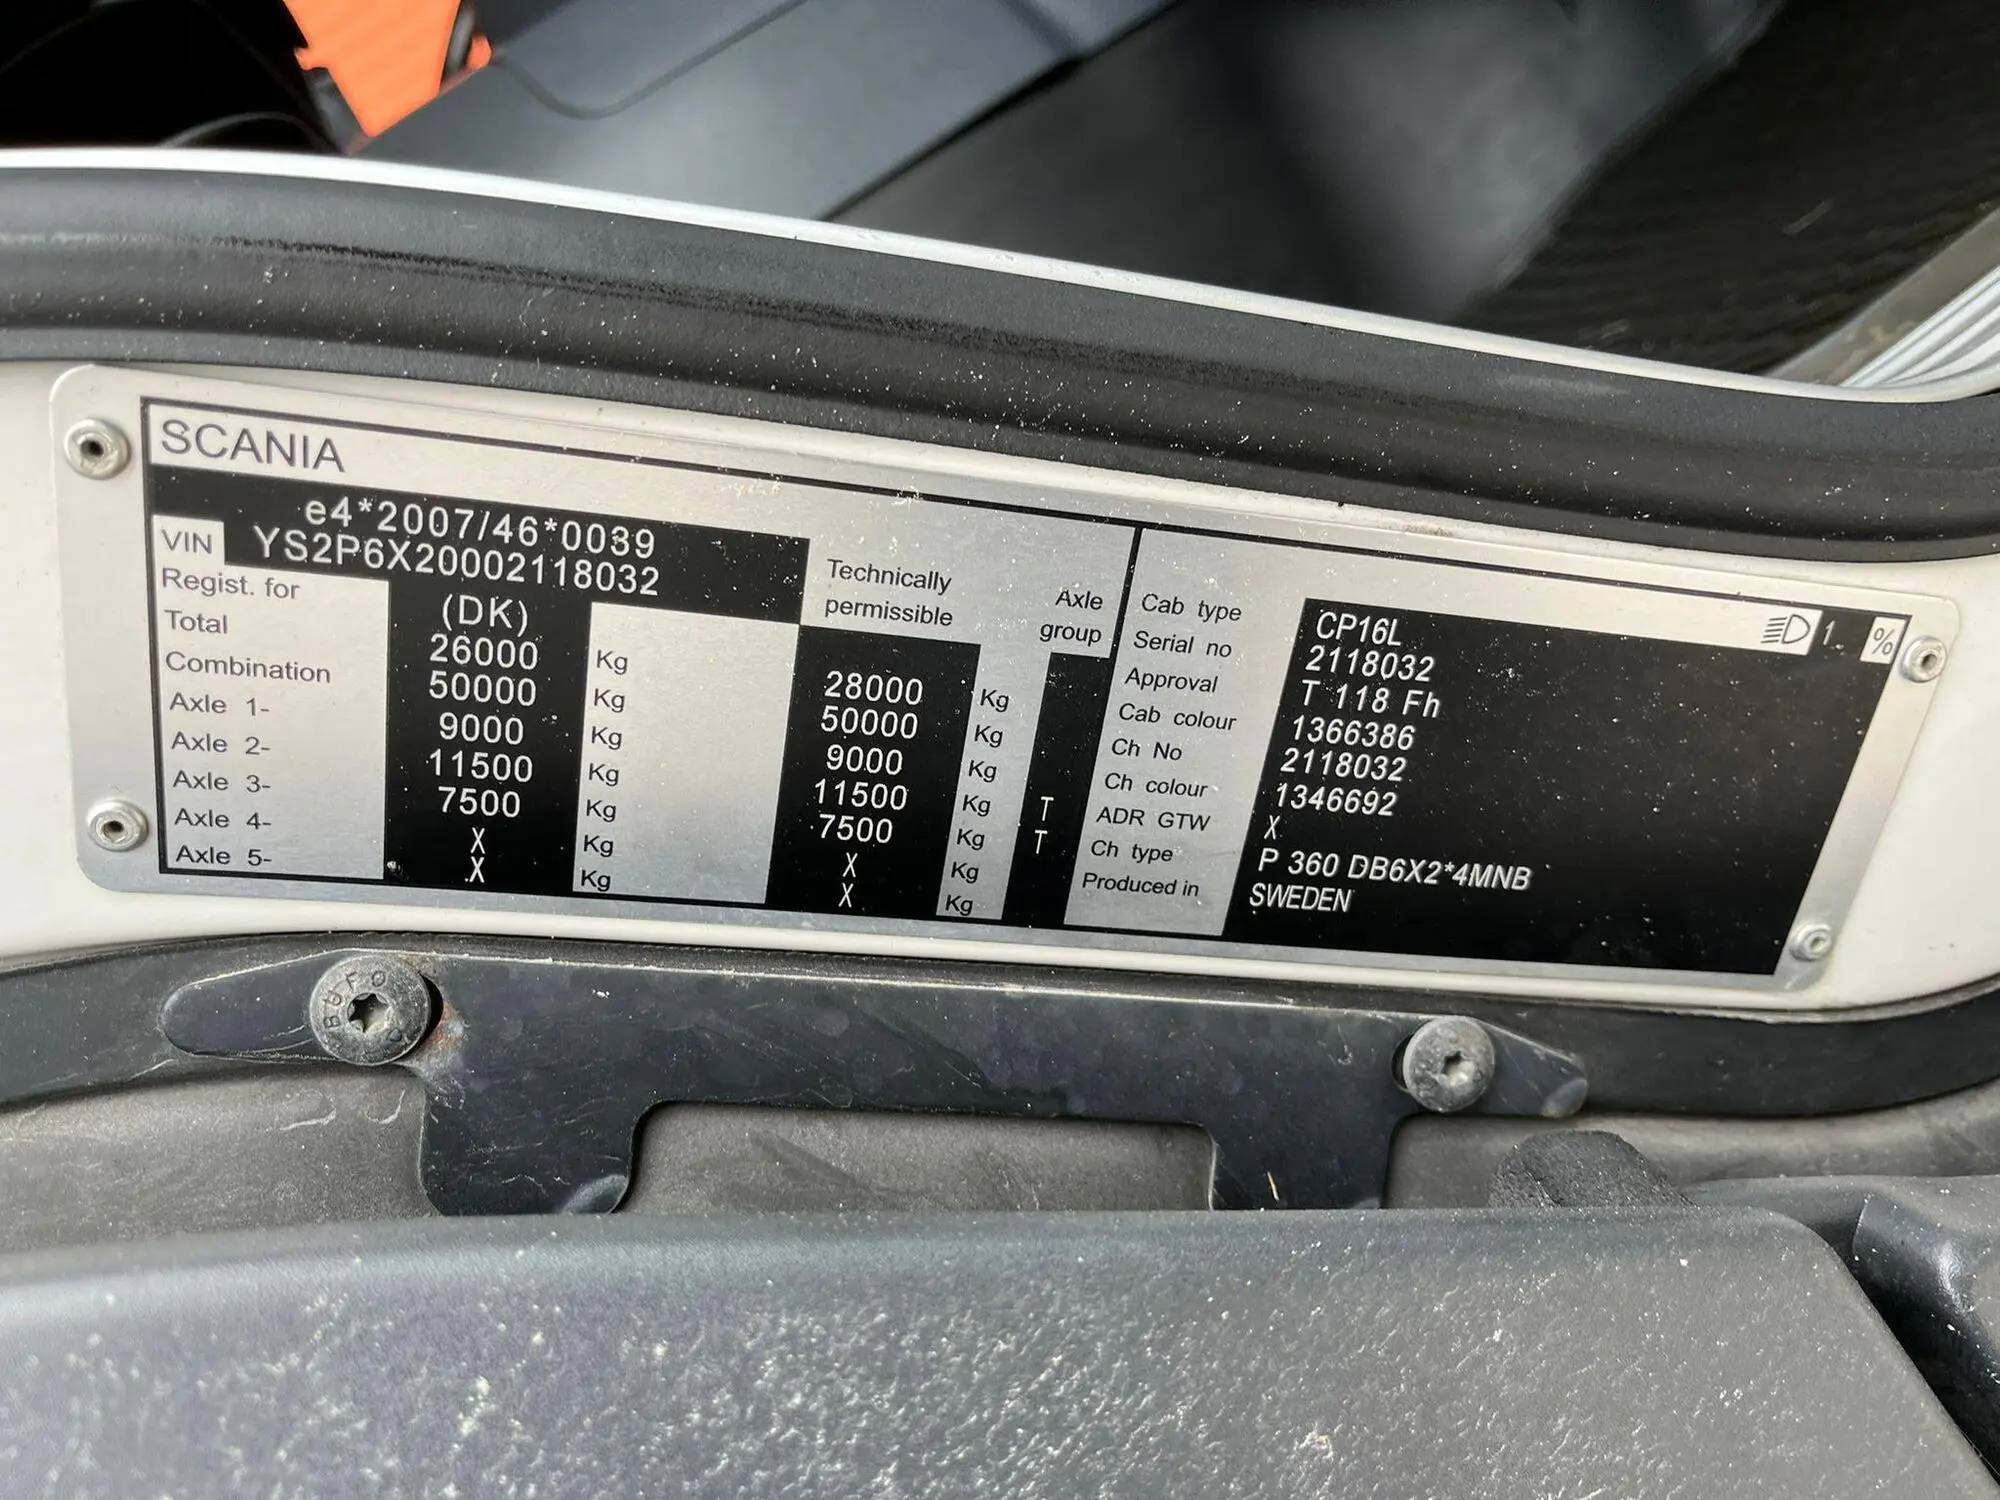 SCANIA
e4*2007/46*0039
VIN YS2P6X20002118032
Regist. for (DK) Technically permissible Axle group
Total 26000 Kg 28000 Kg
Combination 50000 Kg 50000 Kg
Axle 1- 9000 Kg 9000 Kg
Axle 2- 11500 Kg 11500 Kg T
Axle 3- 7500 Kg 7500 Kg T
Axle 4- X Kg X Kg
Axle 5- X Kg X Kg
Cab type CP16L 1.. %
Serial no 2118032
Approval T 118 Fh
Cab colour 1366386
Ch No 2118032
Ch colour 1346692
ADR GTW X
Ch type P 360 DB6X2*4MNB
Produced in SWEDEN
BUFO